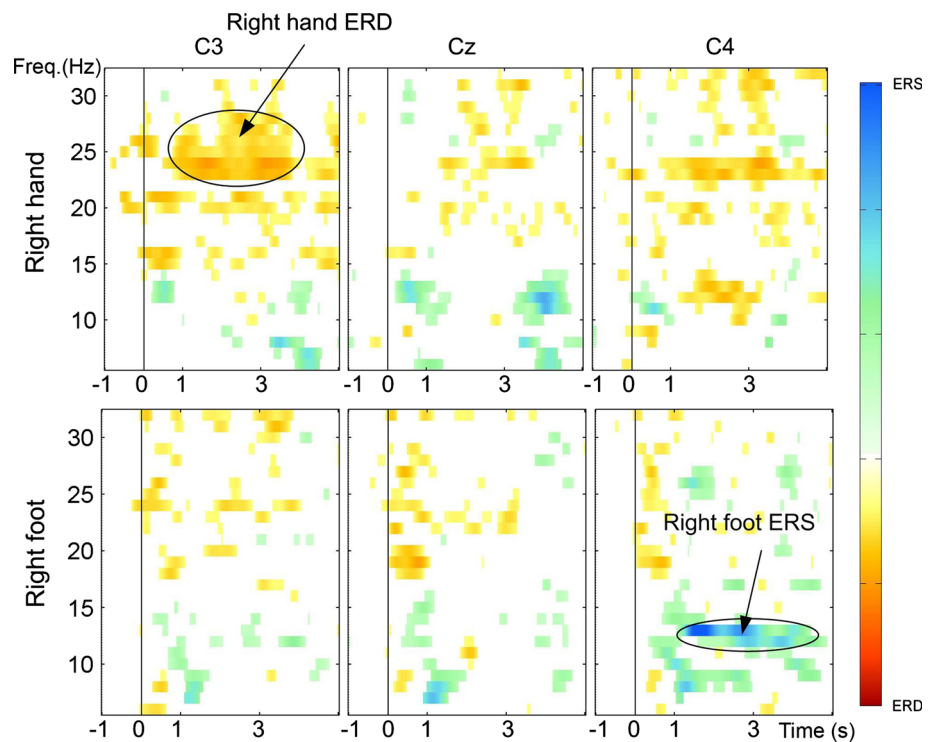 Right hand ERD
C3 Cz C4
Freq.(Hz)
ERS
30
25
20
15
10
Right hand
-1 0 1 3 -1 0 1 3 -1 0 1 3
30
25
20
15
10
Right foot
Right foot ERS
ERD
-1 0 1 3 -1 0 1 3 -1 0 1 3 Time (s)